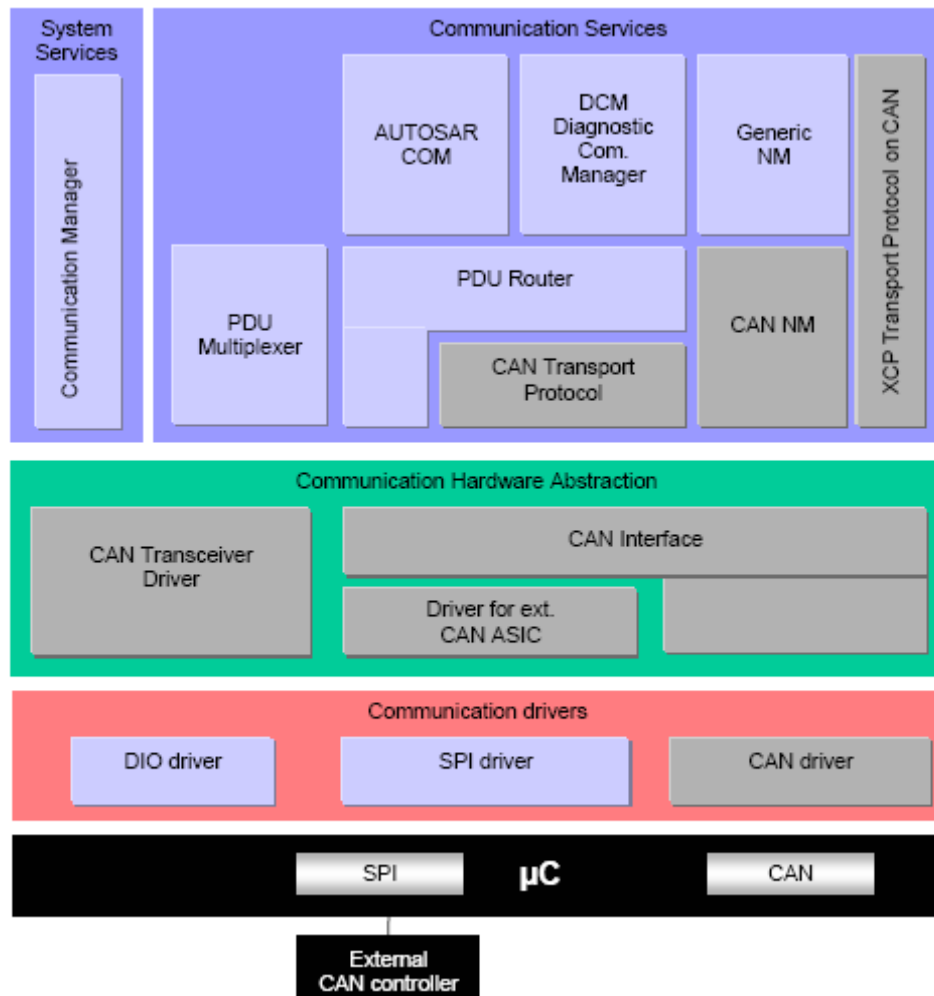 System
Services
Communication Manager
Communication Services
AUTOSAR
COM
DCM
Diagnostic
Com.
Manager
Generic
NM
XCP Transport Protocol on CAN
PDU
Multiplexer
PDU Router
CAN Transport
Protocol
CAN NM
Communication Hardware Abstraction
CAN Transceiver
Driver
CAN Interface
Driver for ext.
CAN ASIC
Communication drivers
DIO driver
SPI driver
CAN driver
SPI
µC
CAN
External
CAN controller